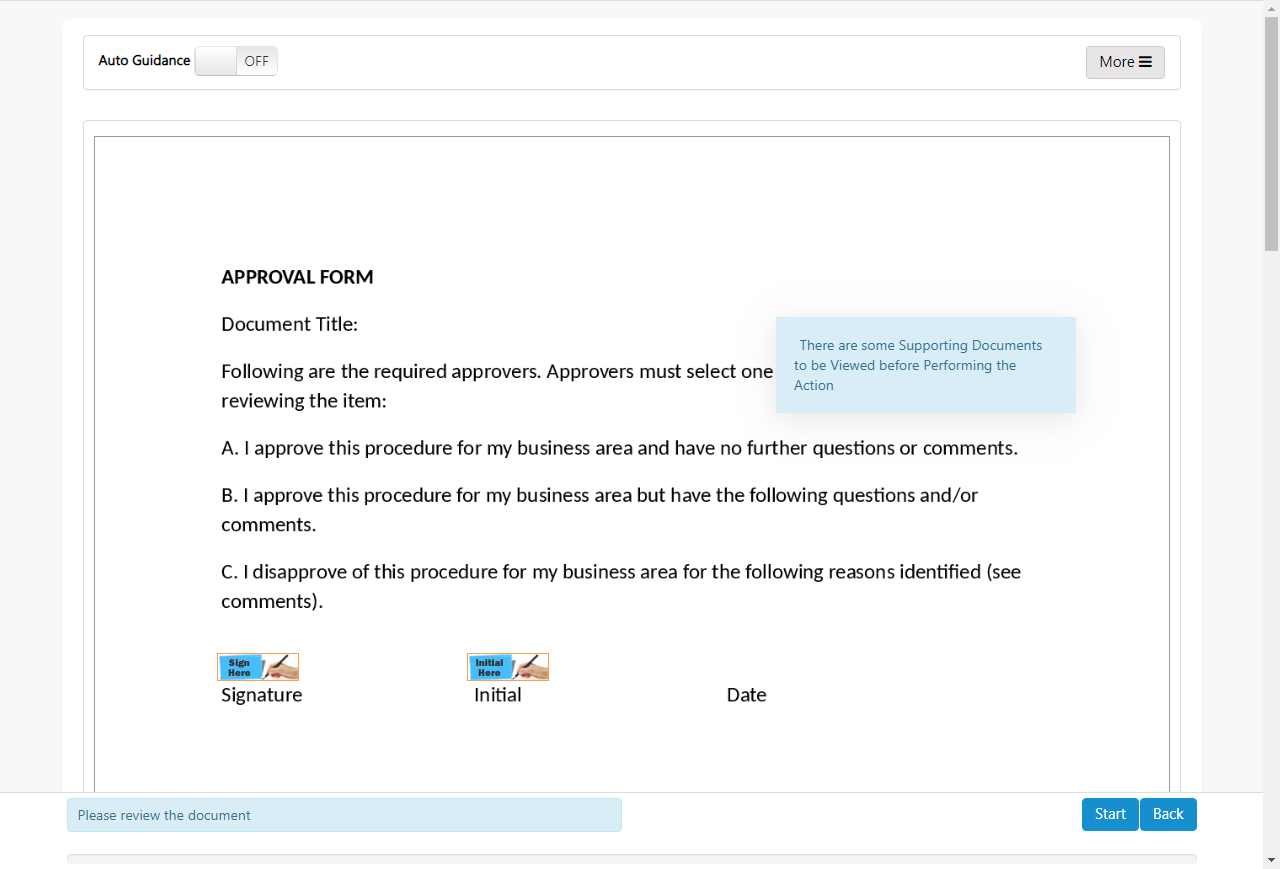 Auto Guidance OFF More
APPROVAL FORM
Document Title:
Following are the required approvers. Approvers must select one
reviewing the item:
There are some Supporting Documents
to be Viewed before Performing the
Action
A. I approve this procedure for my business area and have no further questions or comments.
B. I approve this procedure for my business area but have the following questions and/or
comments.
C. I disapprove of this procedure for my business area for the following reasons identified (see
comments).
Sign
Here
Initial
Here
Signature Initial Date
Please review the document Start Back